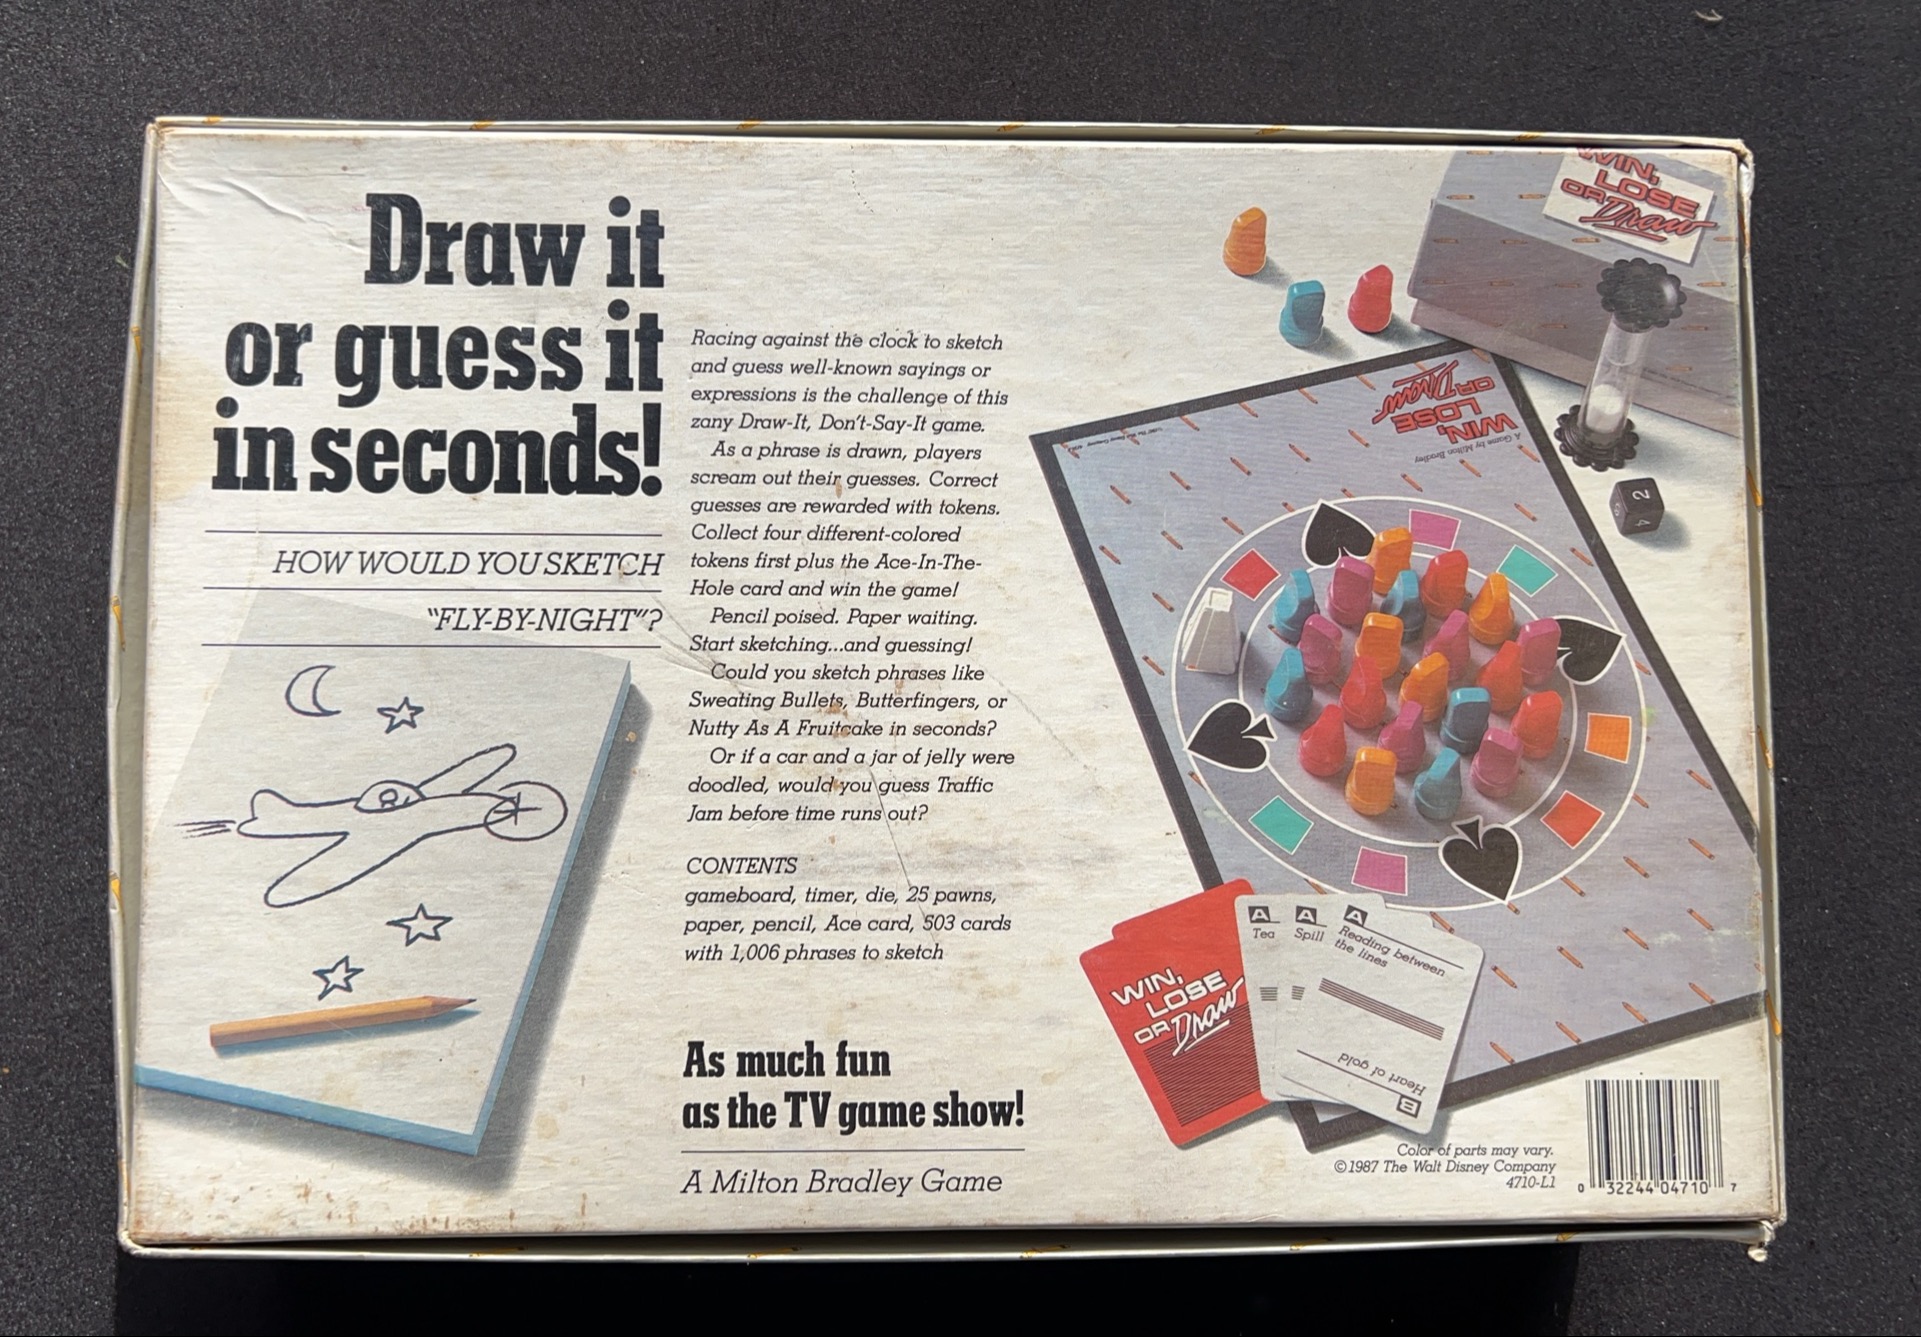 Draw it
or guess it
in seconds!
HOW WOULD YOU SKETCH
"FLY-BY-NIGHT"?
Racing against the clock to sketch
and guess well-known sayings or
expressions is the challenge of this
zany Draw-It, Don't-Say-It game.
As a phrase is drawn, players
scream out their guesses. Correct
guesses are rewarded with tokens.
Collect four different-colored
tokens first plus the Ace-In-The-
Hole card and win the game!
Pencil poised. Paper waiting.
Start sketching...and guessing!
Could you sketch phrases like
Sweating Bullets, Butterfingers, or
Nutty As A Fruitcake in seconds?
Or if a car and a jar of jelly were
doodled, would you guess Traffic
Jam before time runs out?
CONTENTS
gameboard, timer, die, 25 pawns,
paper, pencil, Ace card, 503 cards
with 1,006 phrases to sketch
As much fun
as the TV game show!
A Milton Bradley Game
WIN,
LOSE
OR Draw
WIN,
LOSE
OR Draw
A Game by Milton Bradley
2
4
WIN,
LOSE
OR Draw
A
Tea
A
Spill
A
Reading between
the lines
B
Heart of gold
Color of parts may vary.
©1987 The Walt Disney Company
4710-L1
0 32244 04710 7